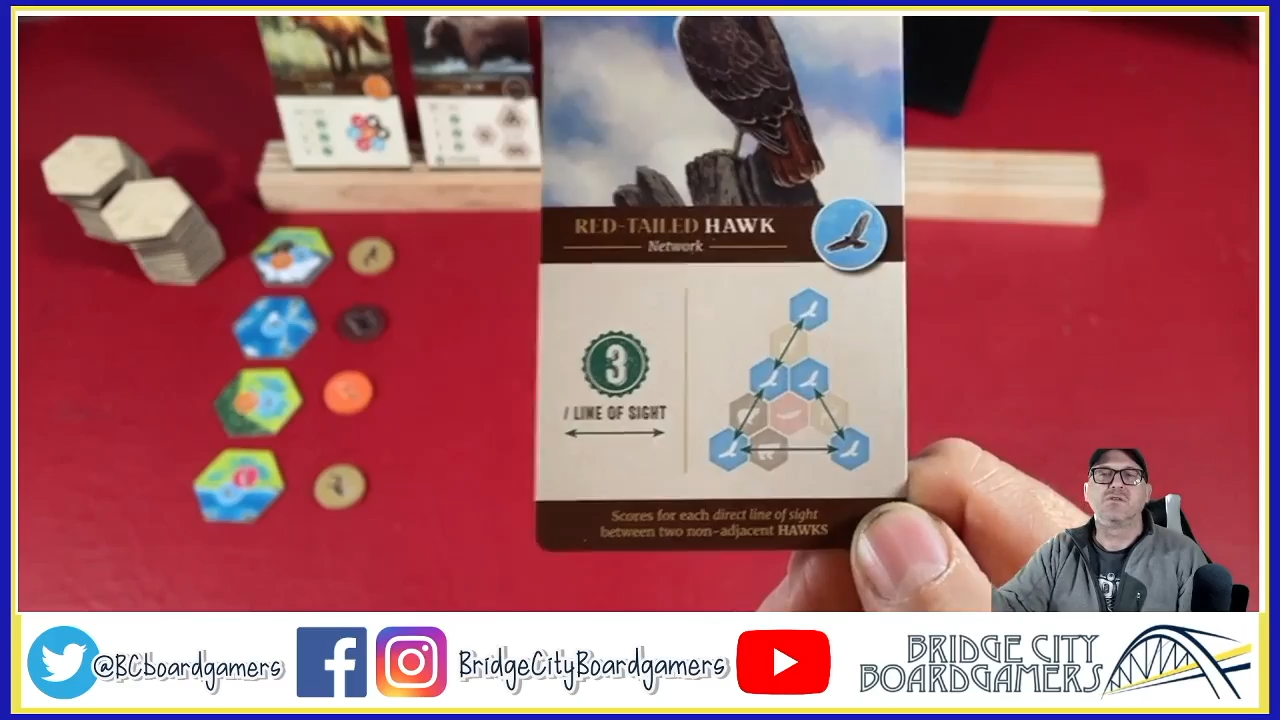 RED-TAILED HAWK
Network
3
/ LINE OF SIGHT
Scores for each direct line of sight
between two non-adjacent HAWKS
@BCboardgamers
BridgeCityBoardgamers
BRIDGE CITY
BOARDGAMERS